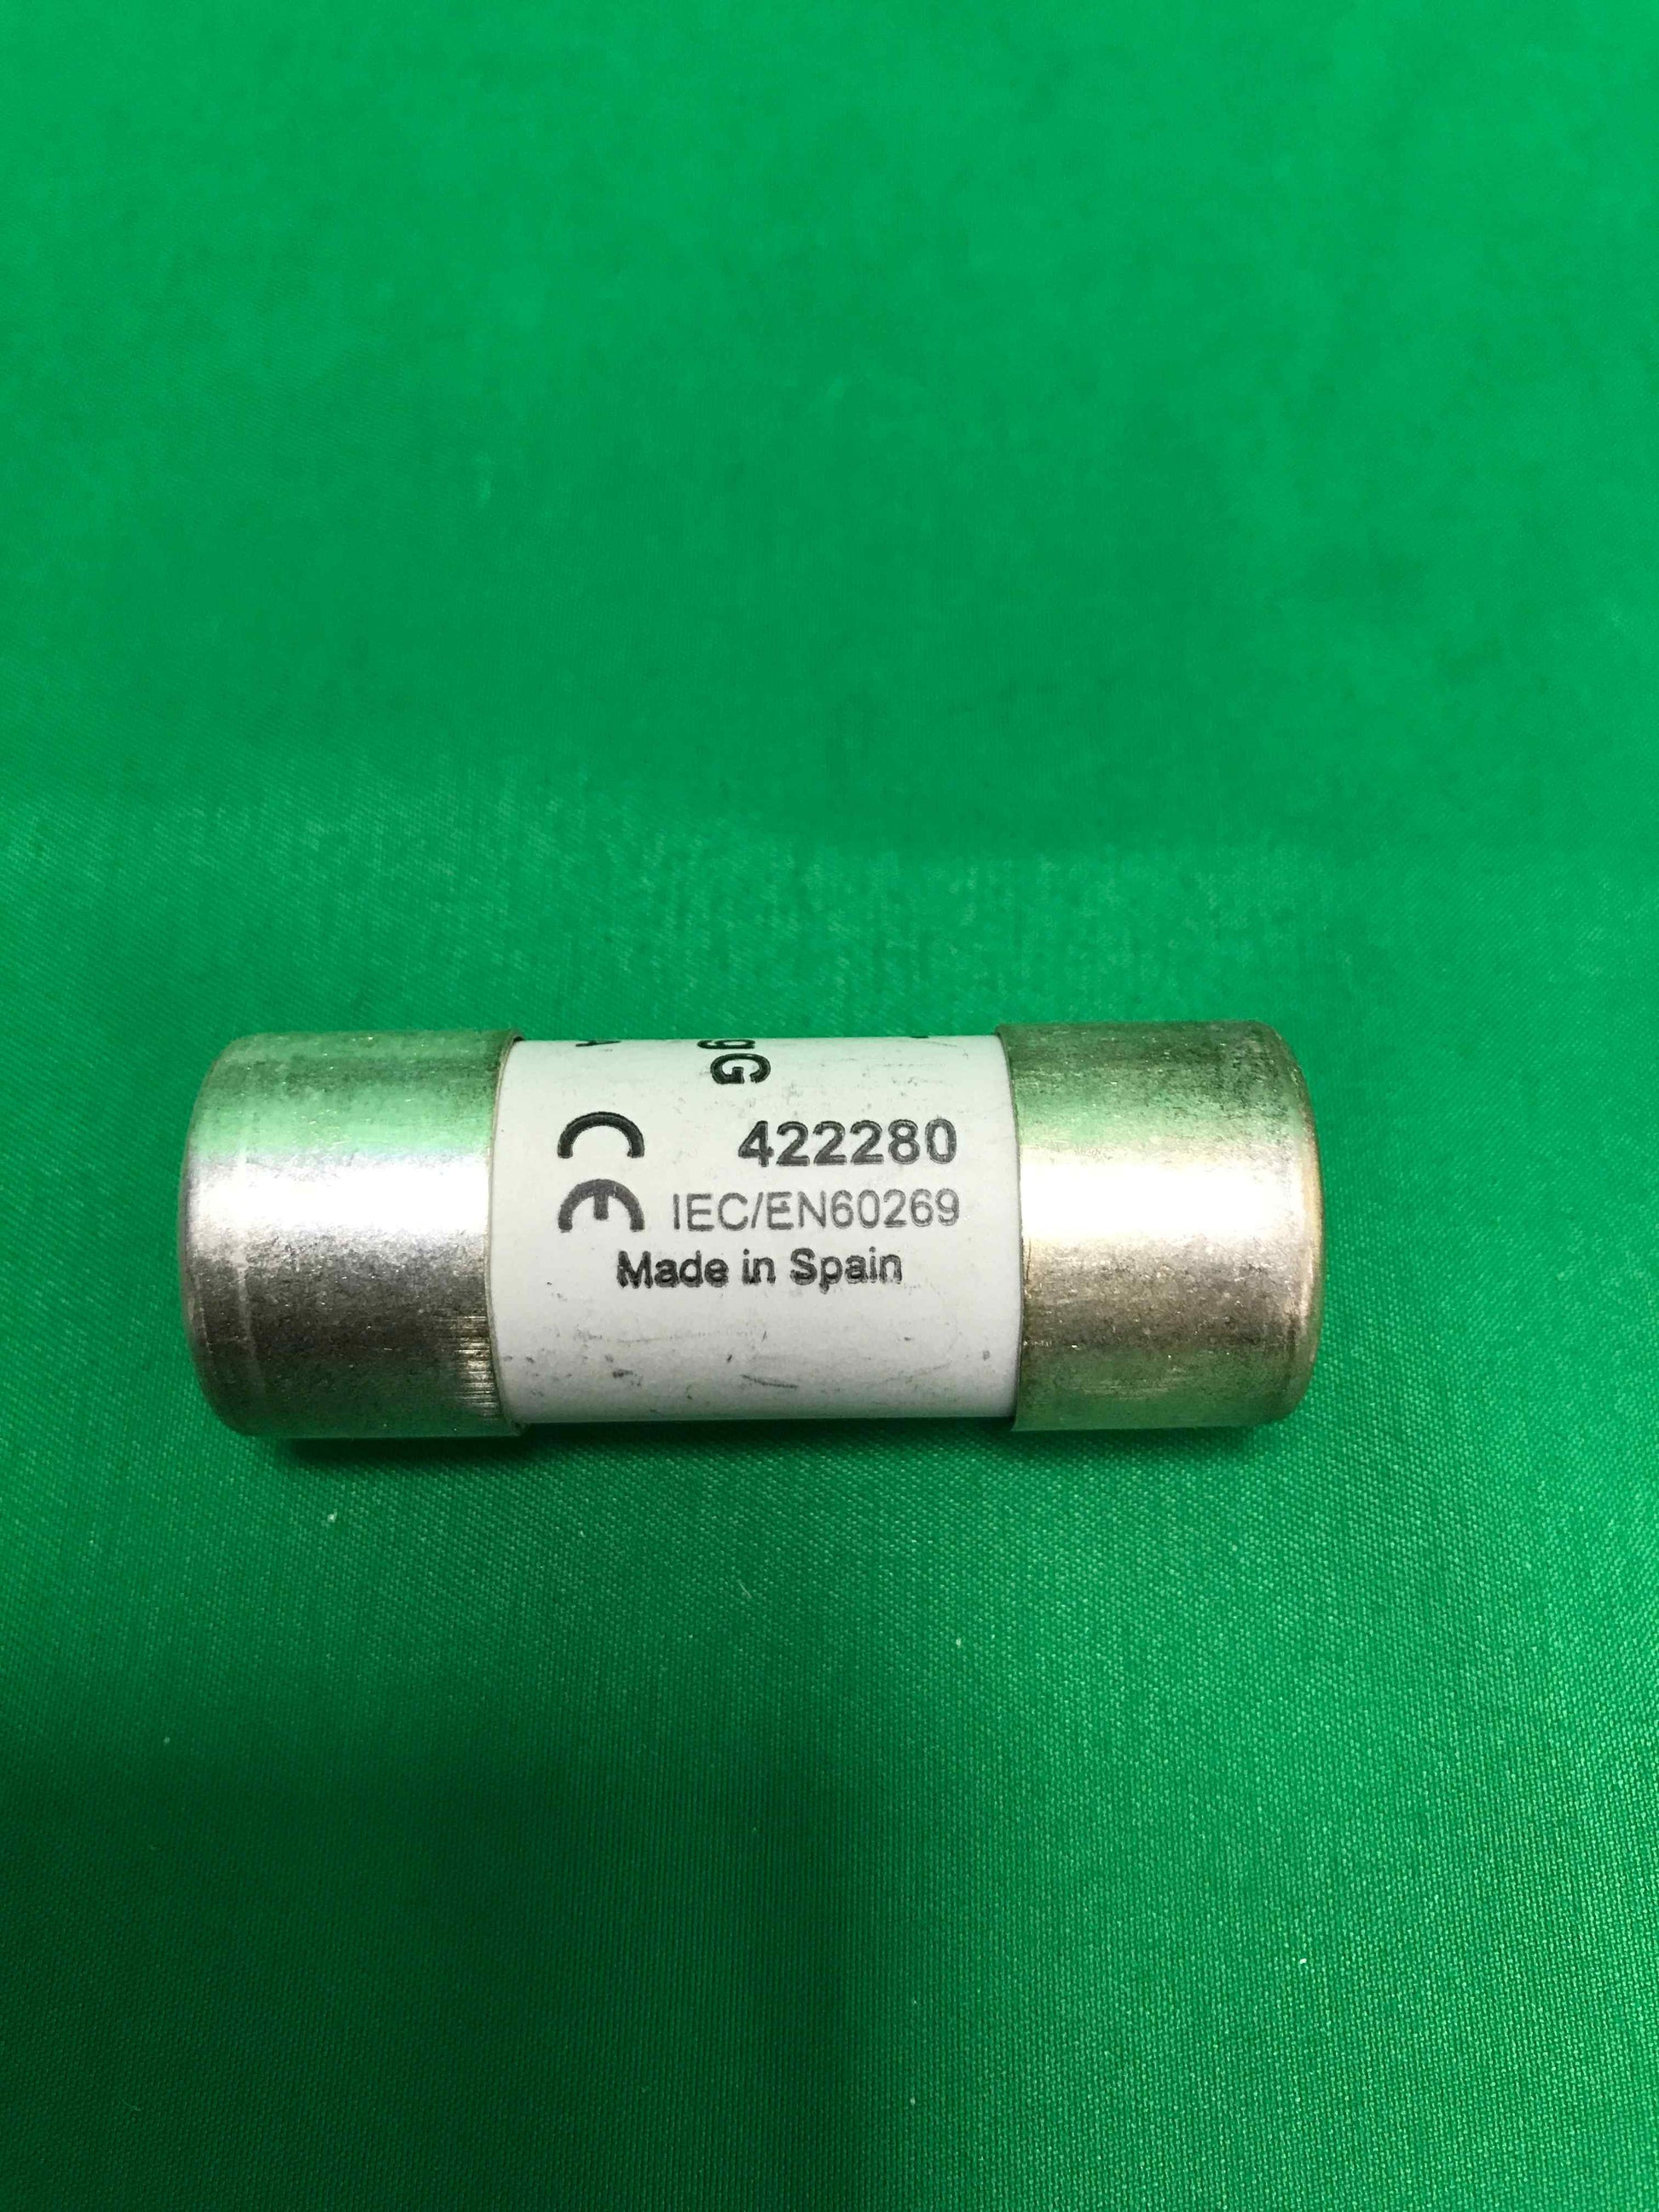 gG
CE 422280
IEC/EN60269
Made in Spain